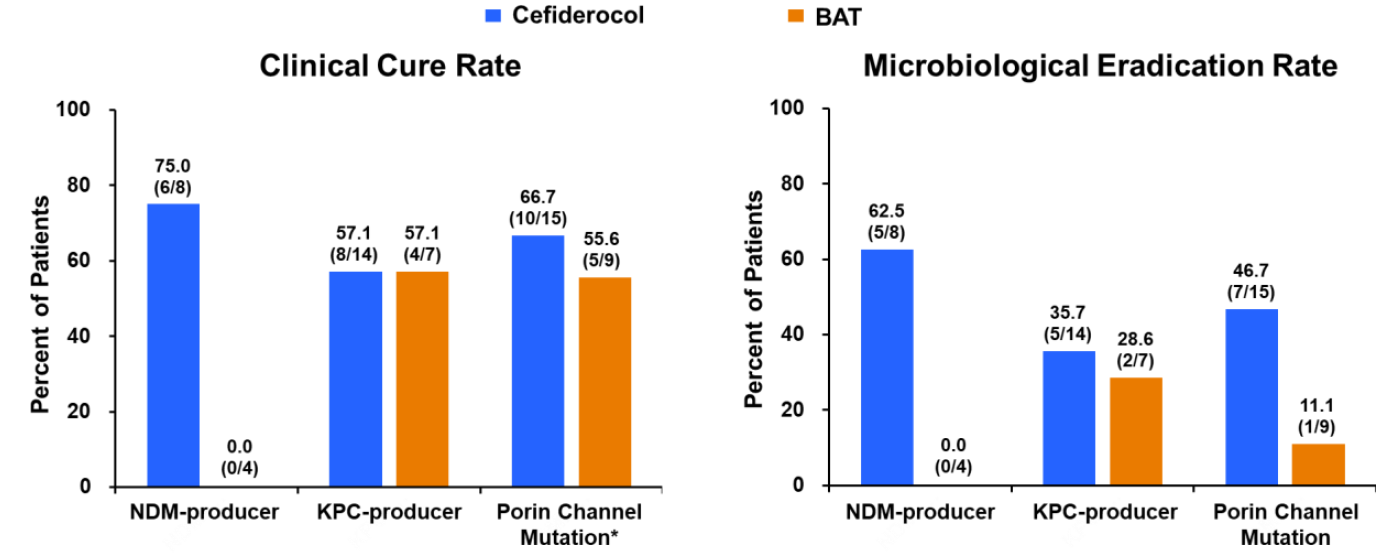 Cefiderocol
BAT
Clinical Cure Rate
Percent of Patients
100
80
60
40
20
0
75.0
(6/8)
0.0
(0/4)
57.1
(8/14)
57.1
(4/7)
66.7
(10/15)
55.6
(5/9)
NDM-producer
KPC-producer
Porin Channel
Mutation*
Microbiological Eradication Rate
Percent of Patients
100
80
60
40
20
0
62.5
(5/8)
0.0
(0/4)
35.7
(5/14)
28.6
(2/7)
46.7
(7/15)
11.1
(1/9)
NDM-producer
KPC-producer
Porin Channel
Mutation